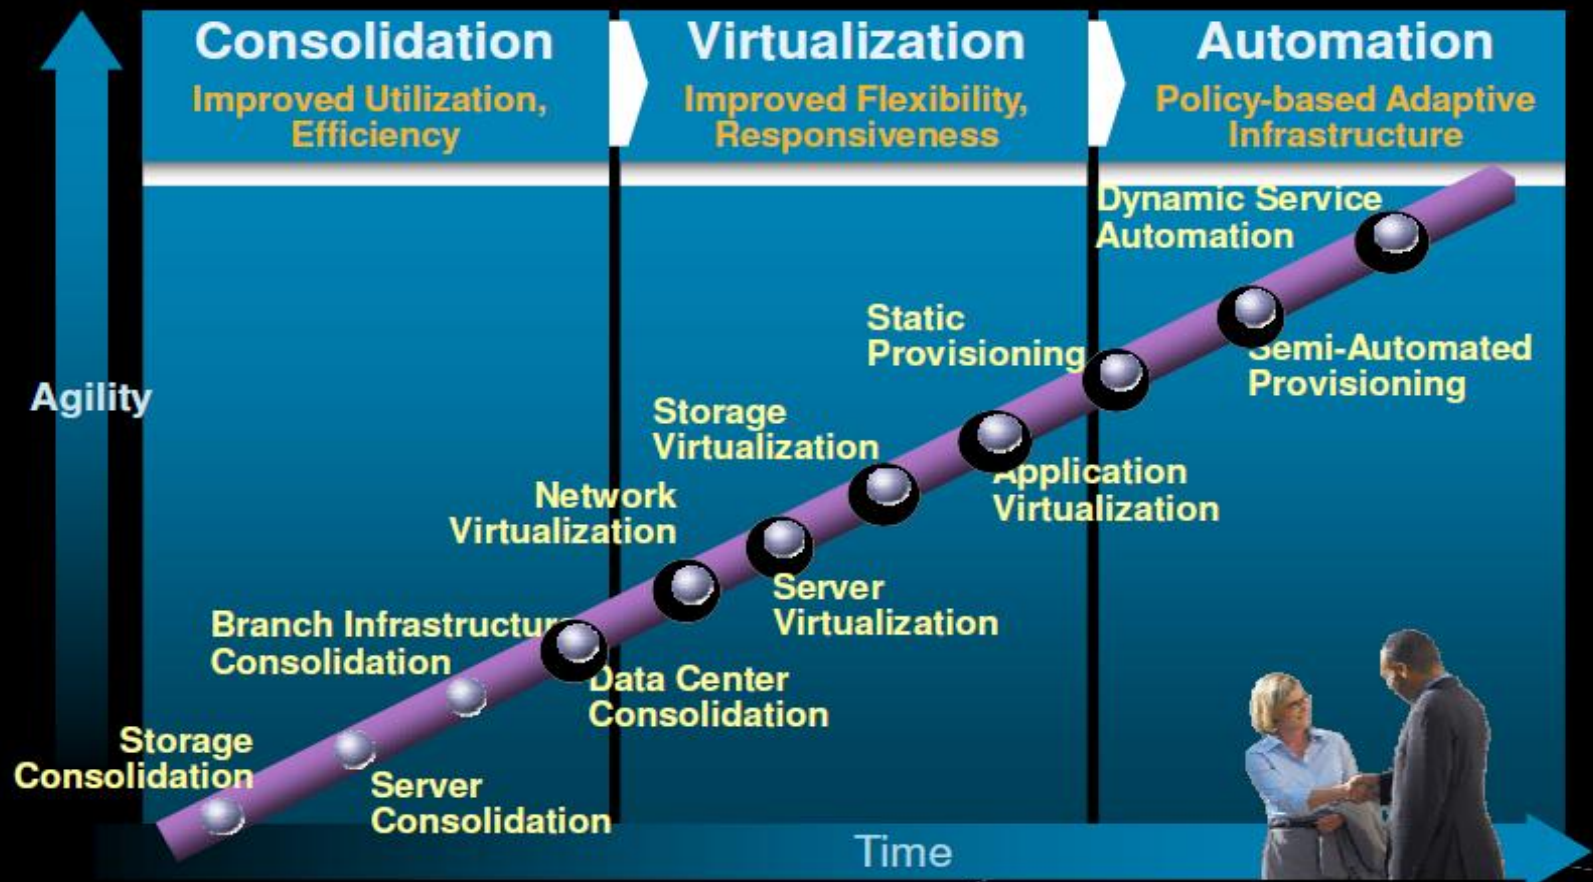 Consolidation
Improved Utilization,
Efficiency
Virtualization
Improved Flexibility,
Responsiveness
Automation
Policy-based Adaptive
Infrastructure
Dynamic Service
Automation
Static
Provisioning
Semi-Automated
Provisioning
Agility
Storage
Virtualization
Application
Virtualization
Network
Virtualization
Server
Virtualization
Branch Infrastructure
Consolidation
Data Center
Consolidation
Storage
Consolidation
Server
Consolidation
Time